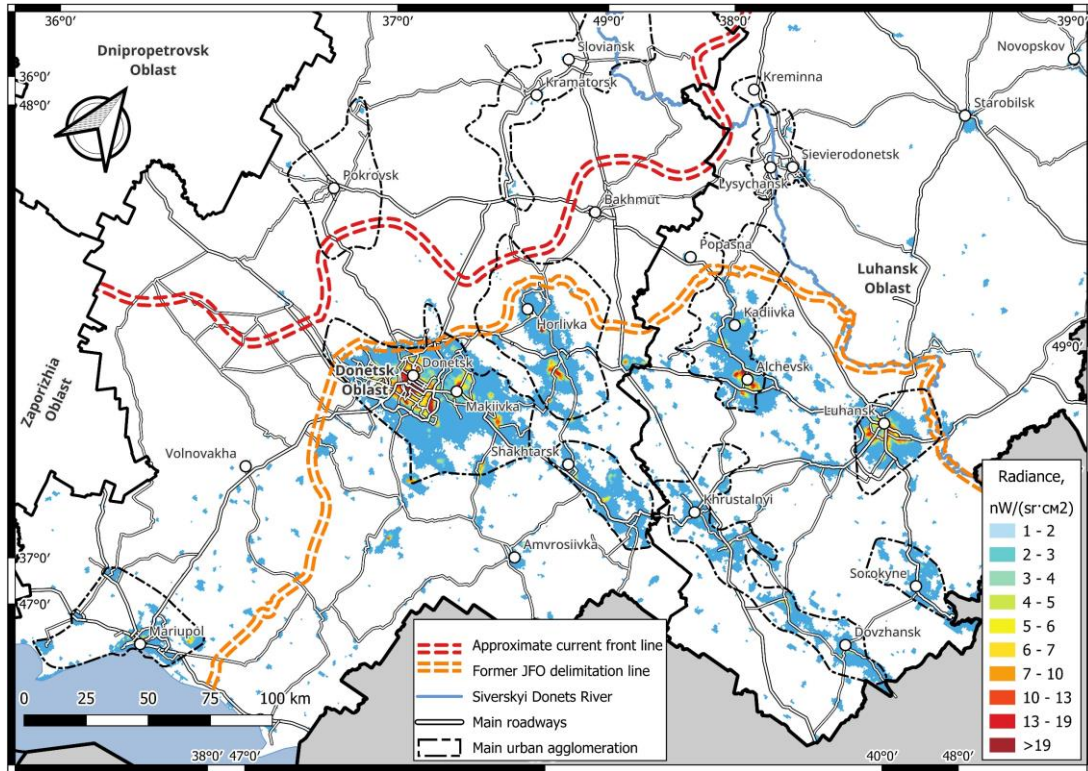 36°0'
37°0'
49°0'
38°0'
39°0'
Dnipropetrovsk
Oblast
Sloviansk
Novopskov
36°0'
48°0'
Kramatorsk
Kreminna
Starobilsk
Pokrovsk
Sievierodonetsk
Lysychansk
Bakhmut
Popasna
Luhansk
Oblast
Horlivka
Kadiivka
49°0'
Zaporizhia
Oblast
Donetsk
Oblast
Donetsk
Makiivka
Alchevsk
Luhansk
Volnovakha
Shakhtarsk
Khrustalnyi
Amvrosiivka
Sorokyne
37°0'
47°0'
Mariupol
Dovzhansk
Radiance,
nW/(sr·см2)
1 - 2
2 - 3
3 - 4
4 - 5
5 - 6
6 - 7
7 - 10
10 - 13
13 - 19
>19
Approximate current front line
Former JFO delimitation line
Siverskyi Donets River
Main roadways
Main urban agglomeration
0 25 50 75 100 km
38°0'
47°0'
40°0'
48°0'